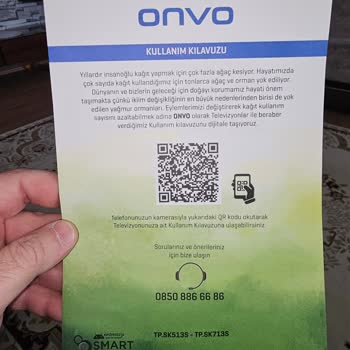 onvo
KULLANIM KILAVUZU
Yıllardır insanoğlu kağıt yapmak için çok fazla ağaç kesiyor. Hayatımızda
çok sayıda kağıt kullandığımız için tonlarca ağaç ve orman yok ediliyor.
Dünyanın ve bizlerin geleceği için doğayı korumamız hayati önem
taşımakta çünkü iklim değişikliğinin en büyük nedenlerinden birisi de yok
edilen yağmur ormanları. Eylemlerimizi değiştirerek kağıt kullanım
sayısını azaltabilmek adına ONVO olarak Televizyonlar ile beraber
verdiğimiz Kullanım kılavuzunu dijitale taşıyoruz.
Telefonunuzun kamerasıyla yukarıdaki QR kodu okutarak
Televizyonunuza ait Kullanım Kılavuzuna ulaşabilirsiniz.
Sorularınız ve önerileriniz
için bize ulaşın
0850 886 66 86
SMART
TP.SK513S - TP.SK713S